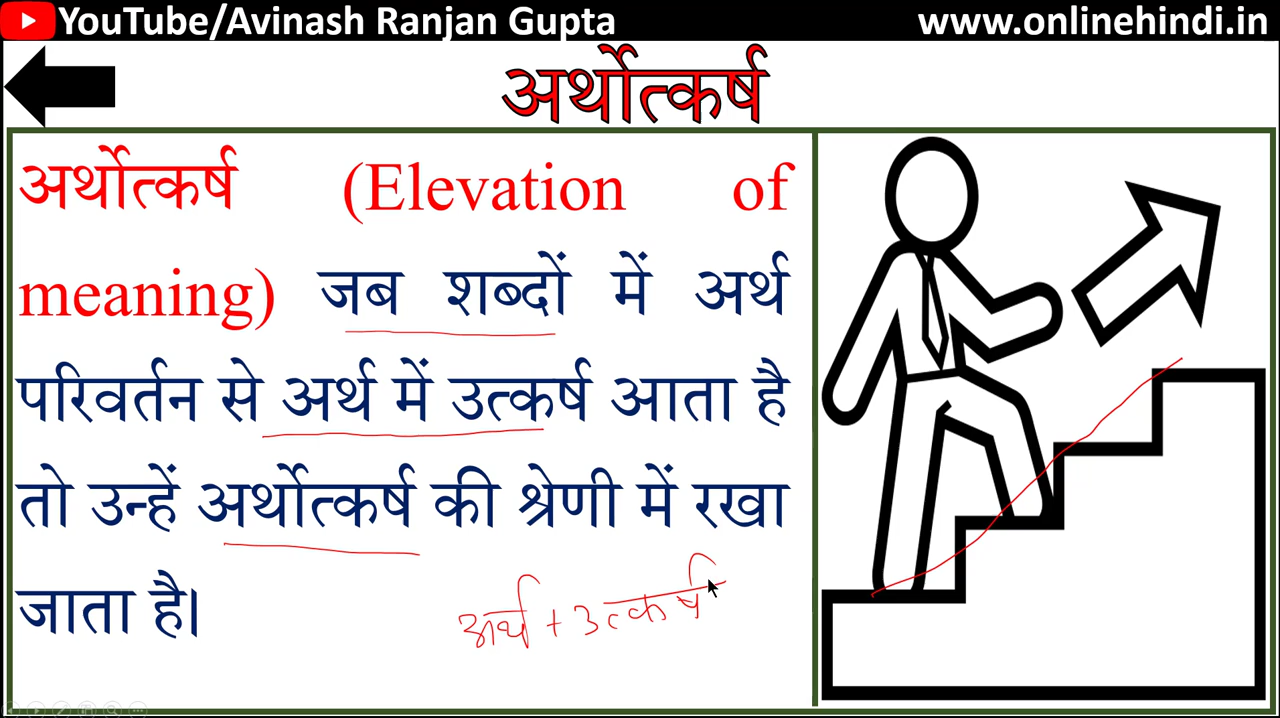 YouTube/Avinash Ranjan Gupta
www.onlinehindi.in
अर्थोत्कर्ष
अर्थोत्कर्ष (Elevation of
meaning) जब शब्दों में अर्थ
परिवर्तन से अर्थ में उत्कर्ष आता है
तो उन्हें अर्थोत्कर्ष की श्रेणी में रखा
जाता है।
अर्थ + उत्कर्ष